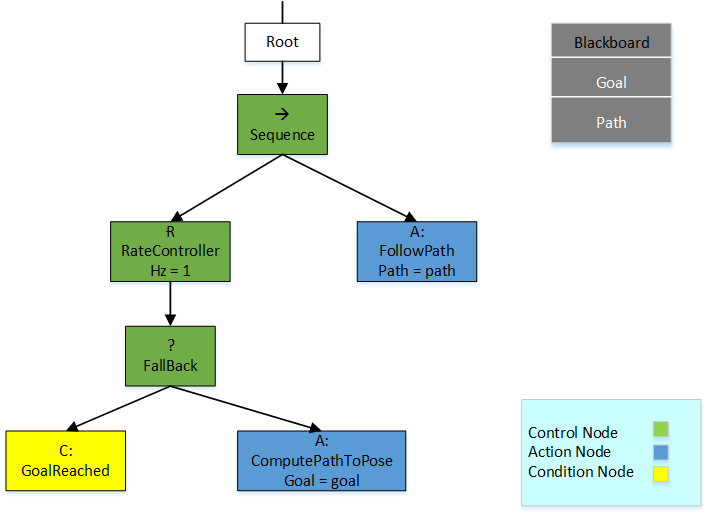 Root
Blackboard
Goal
Path
→
Sequence
R
RateController
Hz = 1
A:
FollowPath
Path = path
?
FallBack
C:
GoalReached
A:
ComputePathToPose
Goal = goal
Control Node
Action Node
Condition Node